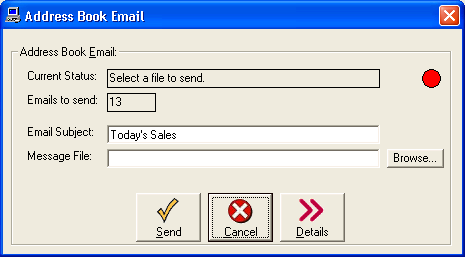 Address Book Email
Address Book Email:
Current Status: Select a file to send.
Emails to send: 13
Email Subject: Today's Sales
Message File: Browse...
Send Cancel Details